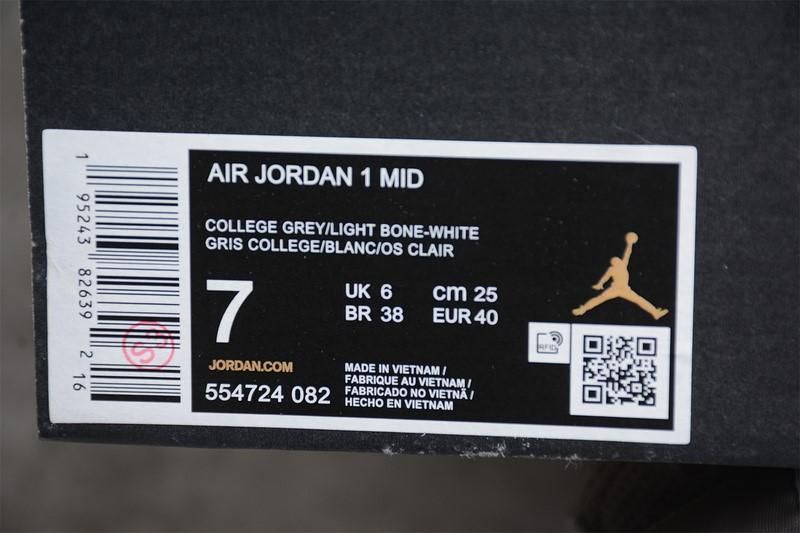 AIR JORDAN 1 MID
COLLEGE GREY/LIGHT BONE-WHITE
GRIS COLLEGE/BLANC/OS CLAIR
7
UK 6 cm 25
BR 38 EUR 40
JORDAN.COM
554724 082
MADE IN VIETNAM /
FABRIQUE AU VIETNAM /
FABRICADO NO VIETNÃ /
HECHO EN VIETNAM
RFID
1 95243 82639 2 16